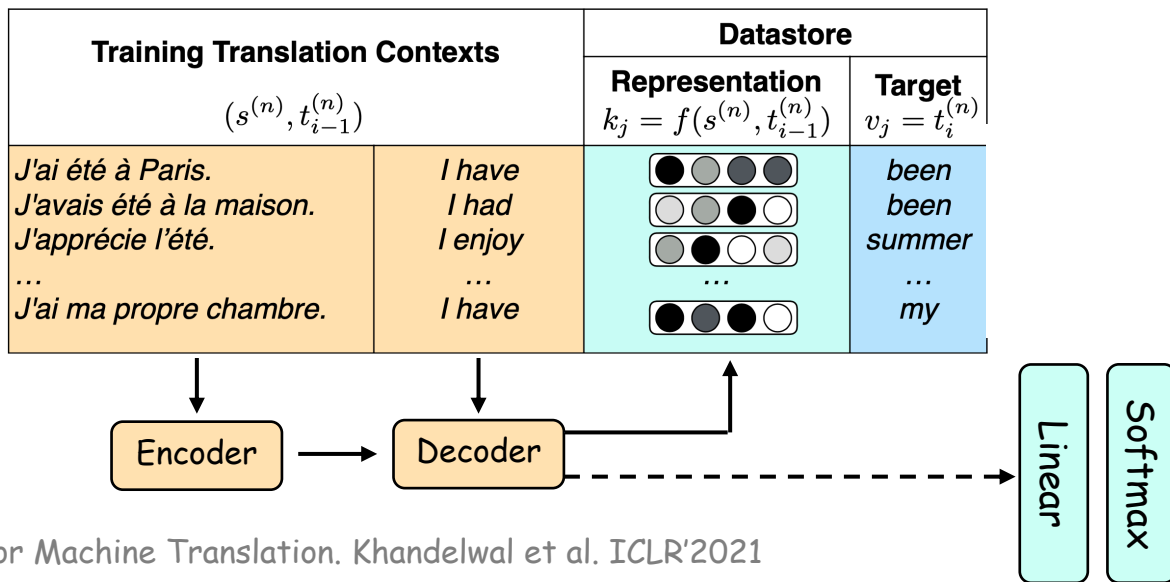 Training Translation Contexts
Datastore
(s^{(n)}, t_{i-1}^{(n)})
Representation
k_j = f(s^{(n)}, t_{i-1}^{(n)})
Target
v_j = t_i^{(n)}
J'ai été à Paris. I have been
J'avais été à la maison. I had been
J'apprécie l'été. I enjoy summer
... ... ... ...
J'ai ma propre chambre. I have my
Encoder
Decoder
Linear
Softmax
or Machine Translation. Khandelwal et al. ICLR'2021